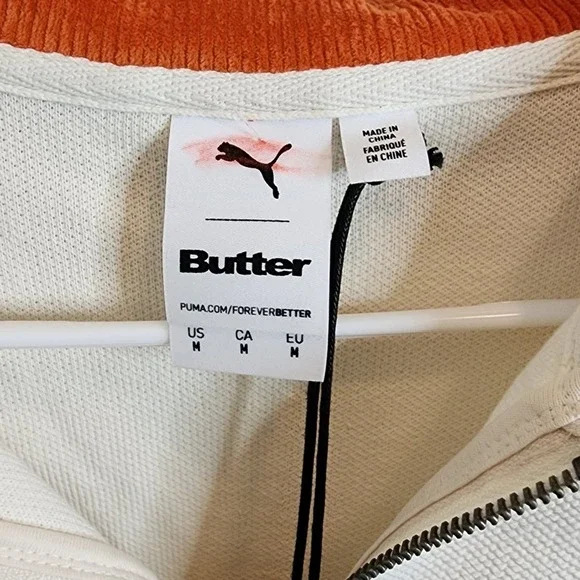 MADE IN
CHINA
FABRIQUÉ
EN CHINE
Butter
PUMA.COM/FOREVERBETTER
US CA EU
M M M